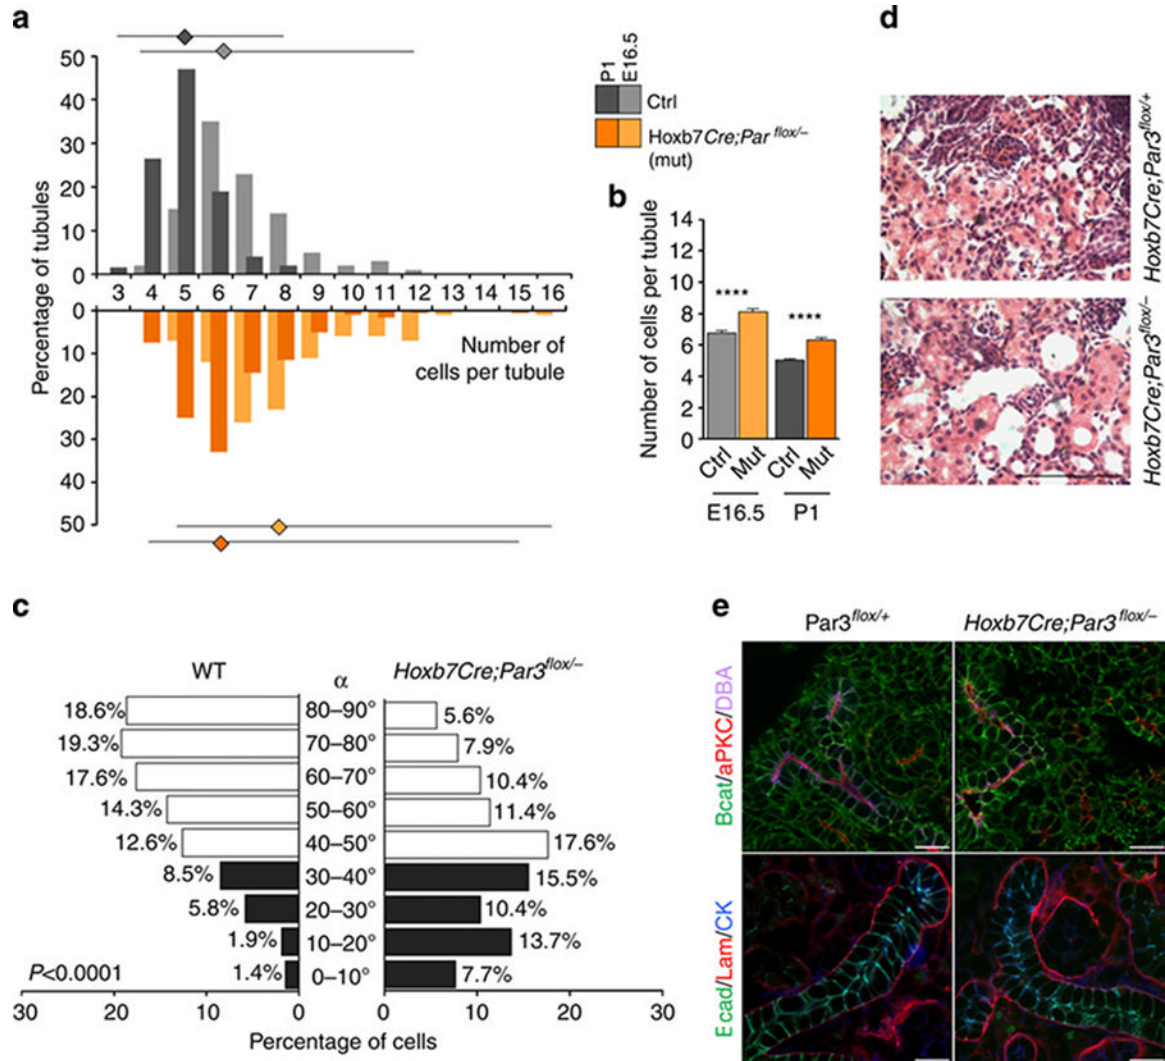 a
50
40
30
20
10
0
Percentage of tubules
3 4 5 6 7 8 9 10 11 12 13 14 15 16
0
10
20
30
40
50
Number of
cells per tubule
P1
E16.5
Ctrl
Hoxb7Cre;Par flox/–
(mut)
b
Number of cells per tubule
14
12
10
8
6
4
2
0
****
****
Ctrl Mut Ctrl Mut
E16.5 P1
d
Hoxb7Cre;Par3flox/+
Hoxb7Cre;Par3flox/–
c
WT α Hoxb7Cre;Par3flox/–
18.6% 80–90° 5.6%
19.3% 70–80° 7.9%
17.6% 60–70° 10.4%
14.3% 50–60° 11.4%
12.6% 40–50° 17.6%
8.5% 30–40° 15.5%
5.8% 20–30° 10.4%
1.9% 10–20° 13.7%
P<0.0001 1.4% 0–10° 7.7%
30 20 10 0 0 10 20 30
Percentage of cells
e
Par3flox/+ Hoxb7Cre;Par3flox/–
Bcat/aPKC/DBA
Ecad/Lam/CK